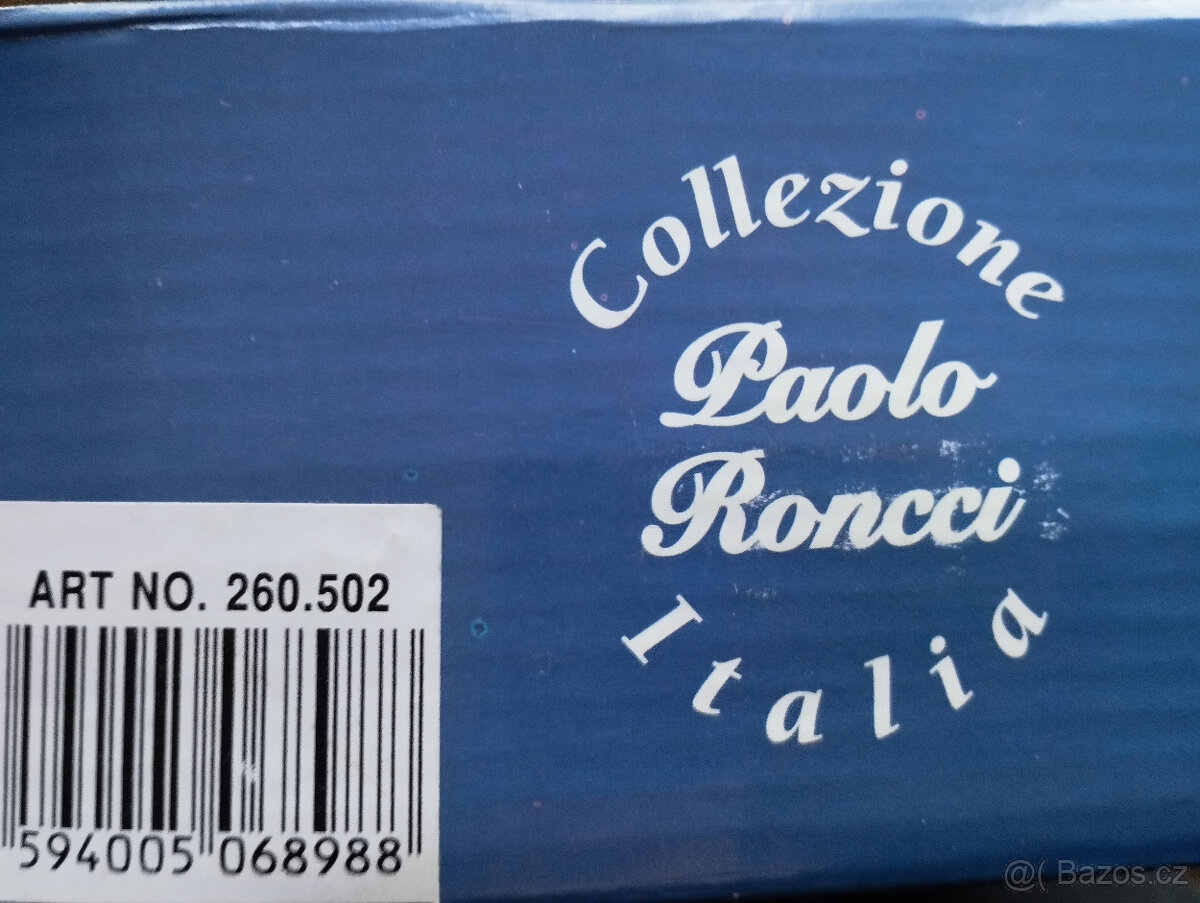 Collezione
Paolo
Roncci
Italia
ART NO. 260.502
594005 068988
@( Bazos.cz